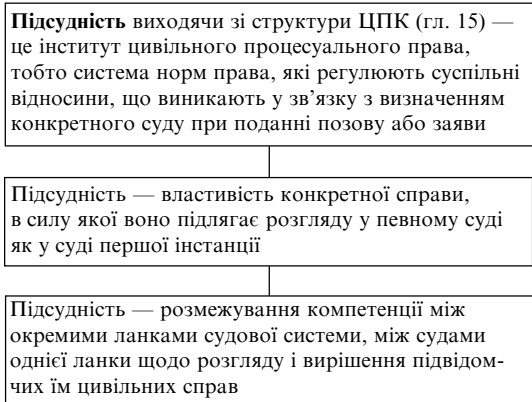 Підсудність виходячи зі структури ЦПК (гл. 15) —
це інститут цивільного процесуального права,
тобто система норм права, які регулюють суспільні
відносини, що виникають у зв’язку з визначенням
конкретного суду при поданні позову або заяви
Підсудність — властивість конкретної справи,
в силу якої воно підлягає розгляду у певному суді
як у суді першої інстанції
Підсудність — розмежування компетенції між
окремими ланками судової системи, між судами
однієї ланки щодо розгляду і вирішення підвідом-
чих їм цивільних справ